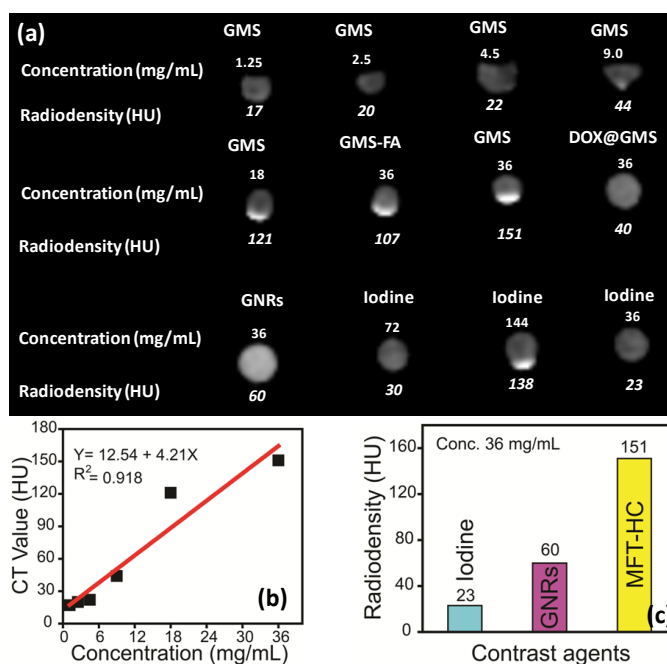 (a)
GMS GMS GMS GMS
Concentration (mg/mL) 1.25 2.5 4.5 9.0
Radiodensity (HU) 17 20 22 44
GMS GMS-FA GMS DOX@GMS
Concentration (mg/mL) 18 36 36 36
Radiodensity (HU) 121 107 151 40
GNRs Iodine Iodine Iodine
Concentration (mg/mL) 36 72 144 36
Radiodensity (HU) 60 30 138 23
CT Value (HU)
180
150
120
90
60
30
0
Y= 12.54 + 4.21X
R²= 0.918
(b)
0 6 12 18 24 30 36
Concentration (mg/mL)
Radiodensity (HU)
160
120
80
40
0
Conc. 36 mg/mL
151
60
23
Iodine
GNRs
MFT-HC
(c)
Contrast agents